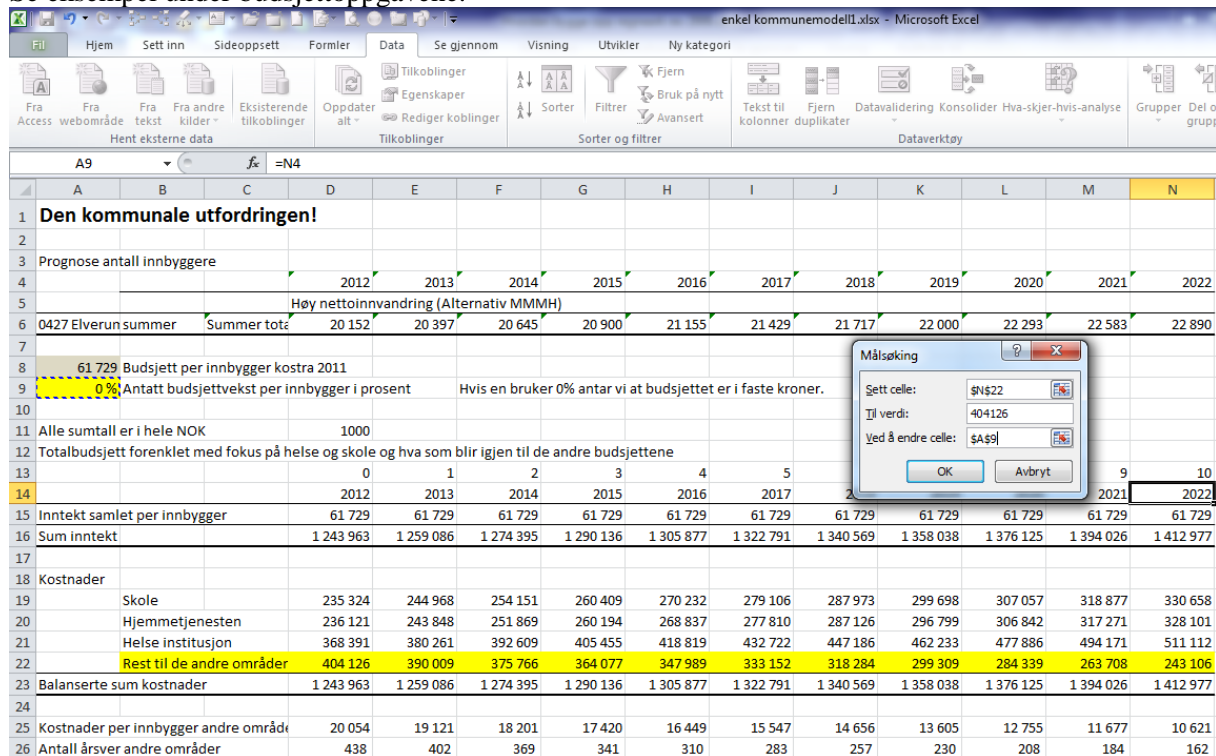 enkel kommunemodell1.xlsx - Microsoft Excel
Fil Hjem Sett inn Sideoppsett Formler Data Se gjennom Visning Utvikler Ny kategori
Fra Access
Fra webområde
Fra tekst
Fra andre kilder
Eksisterende tilkoblinger
Hent eksterne data
Oppdater alt
Tilkoblinger
Egenskaper
Rediger koblinger
Tilkoblinger
Sorter
Filtrer
Fjern
Bruk på nytt
Avansert
Sorter og filtrer
Tekst til kolonner
Fjern duplikater
Datavalidering
Konsolider
Hva-skjer-hvis-analyse
Dataverktøy
Grupper
A9 fx =N4
A B C D E F G H I J K L M N
1 Den kommunale utfordringen!
2
3 Prognose antall innbyggere
4 2012 2013 2014 2015 2016 2017 2018 2019 2020 2021 2022
5 Høy nettoinnvandring (Alternativ MMMH)
6 0427 Elverun summer Summer tota 20 152 20 397 20 645 20 900 21 155 21 429 21 717 22 000 22 293 22 583 22 890
7
8 61 729 Budsjett per innbygger kostra 2011
9 0 % Antatt budsjettvekst per innbygger i prosent Hvis en bruker 0% antar vi at budsjettet er i faste kroner.
10
11 Alle sumtall er i hele NOK 1000
12 Totalbudsjett forenklet med fokus på helse og skole og hva som blir igjen til de andre budsjettene
13 0 1 2 3 4 5 9 10
14 2012 2013 2014 2015 2016 2017 2021 2022
15 Inntekt samlet per innbygger 61 729 61 729 61 729 61 729 61 729 61 729 61 729 61 729 61 729 61 729 61 729
16 Sum inntekt 1 243 963 1 259 086 1 274 395 1 290 136 1 305 877 1 322 791 1 340 569 1 358 038 1 376 125 1 394 026 1 412 977
17
18 Kostnader
19 Skole 235 324 244 968 254 151 260 409 270 232 279 106 287 973 299 698 307 057 318 877 330 658
20 Hjemmetjenesten 236 121 243 848 251 869 260 194 268 837 277 810 287 126 296 799 306 842 317 271 328 101
21 Helse institusjon 368 391 380 261 392 609 405 455 418 819 432 722 447 186 462 233 477 886 494 171 511 112
22 Rest til de andre områder 404 126 390 009 375 766 364 077 347 989 333 152 318 284 299 309 284 339 263 708 243 106
23 Balanserte sum kostnader 1 243 963 1 259 086 1 274 395 1 290 136 1 305 877 1 322 791 1 340 569 1 358 038 1 376 125 1 394 026 1 412 977
24
25 Kostnader per innbygger andre område 20 054 19 121 18 201 17 420 16 449 15 547 14 656 13 605 12 755 11 677 10 621
26 Antall årsver andre områder 438 402 369 341 310 283 257 230 208 184 162
Målsøking
Sett celle: $N$22
Til verdi: 404126
Ved å endre celle: $A$9
OK Avbryt